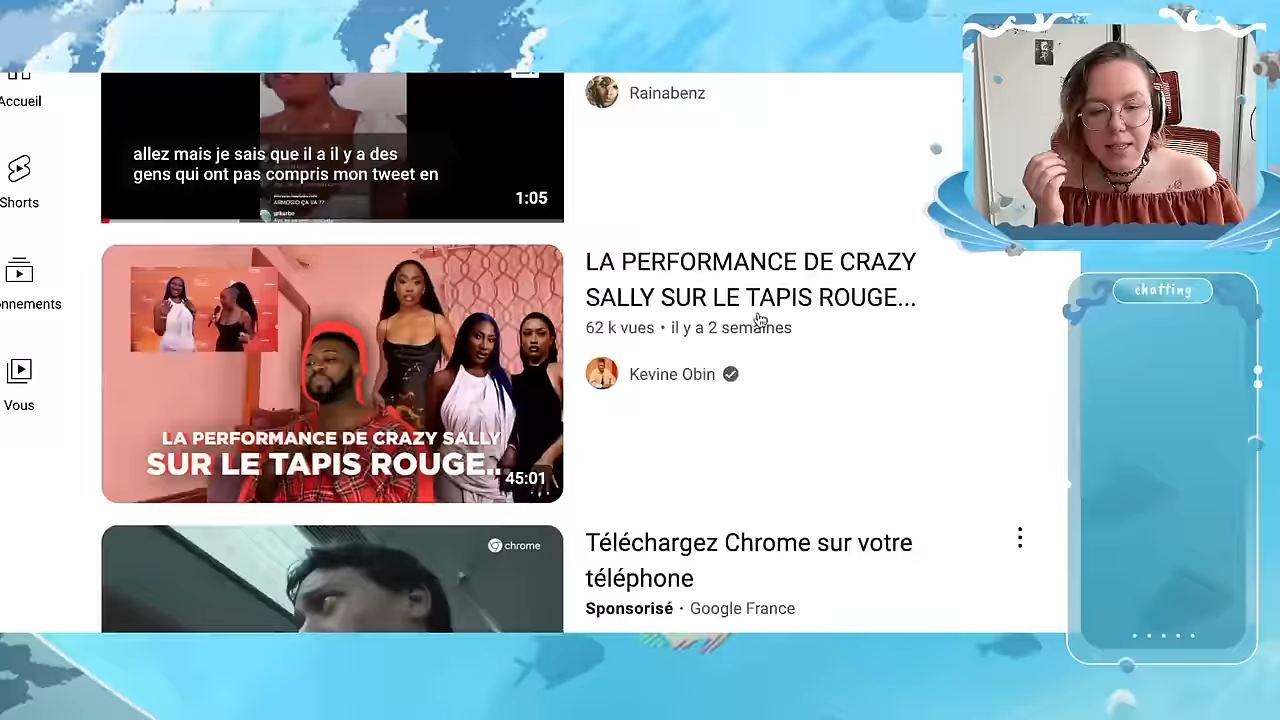 Accueil
Shorts
nnements
Vous
allez mais je sais que il a il y a des
gens qui ont pas compris mon tweet en
ARMOGIO ÇA VA ??
1:05
Rainabenz
LA PERFORMANCE DE CRAZY SALLY
SUR LE TAPIS ROUGE..
45:01
LA PERFORMANCE DE CRAZY
SALLY SUR LE TAPIS ROUGE...
62 k vues • il y a 2 semaines
Kevine Obin
chrome
Téléchargez Chrome sur votre
téléphone
Sponsorisé · Google France
chatting